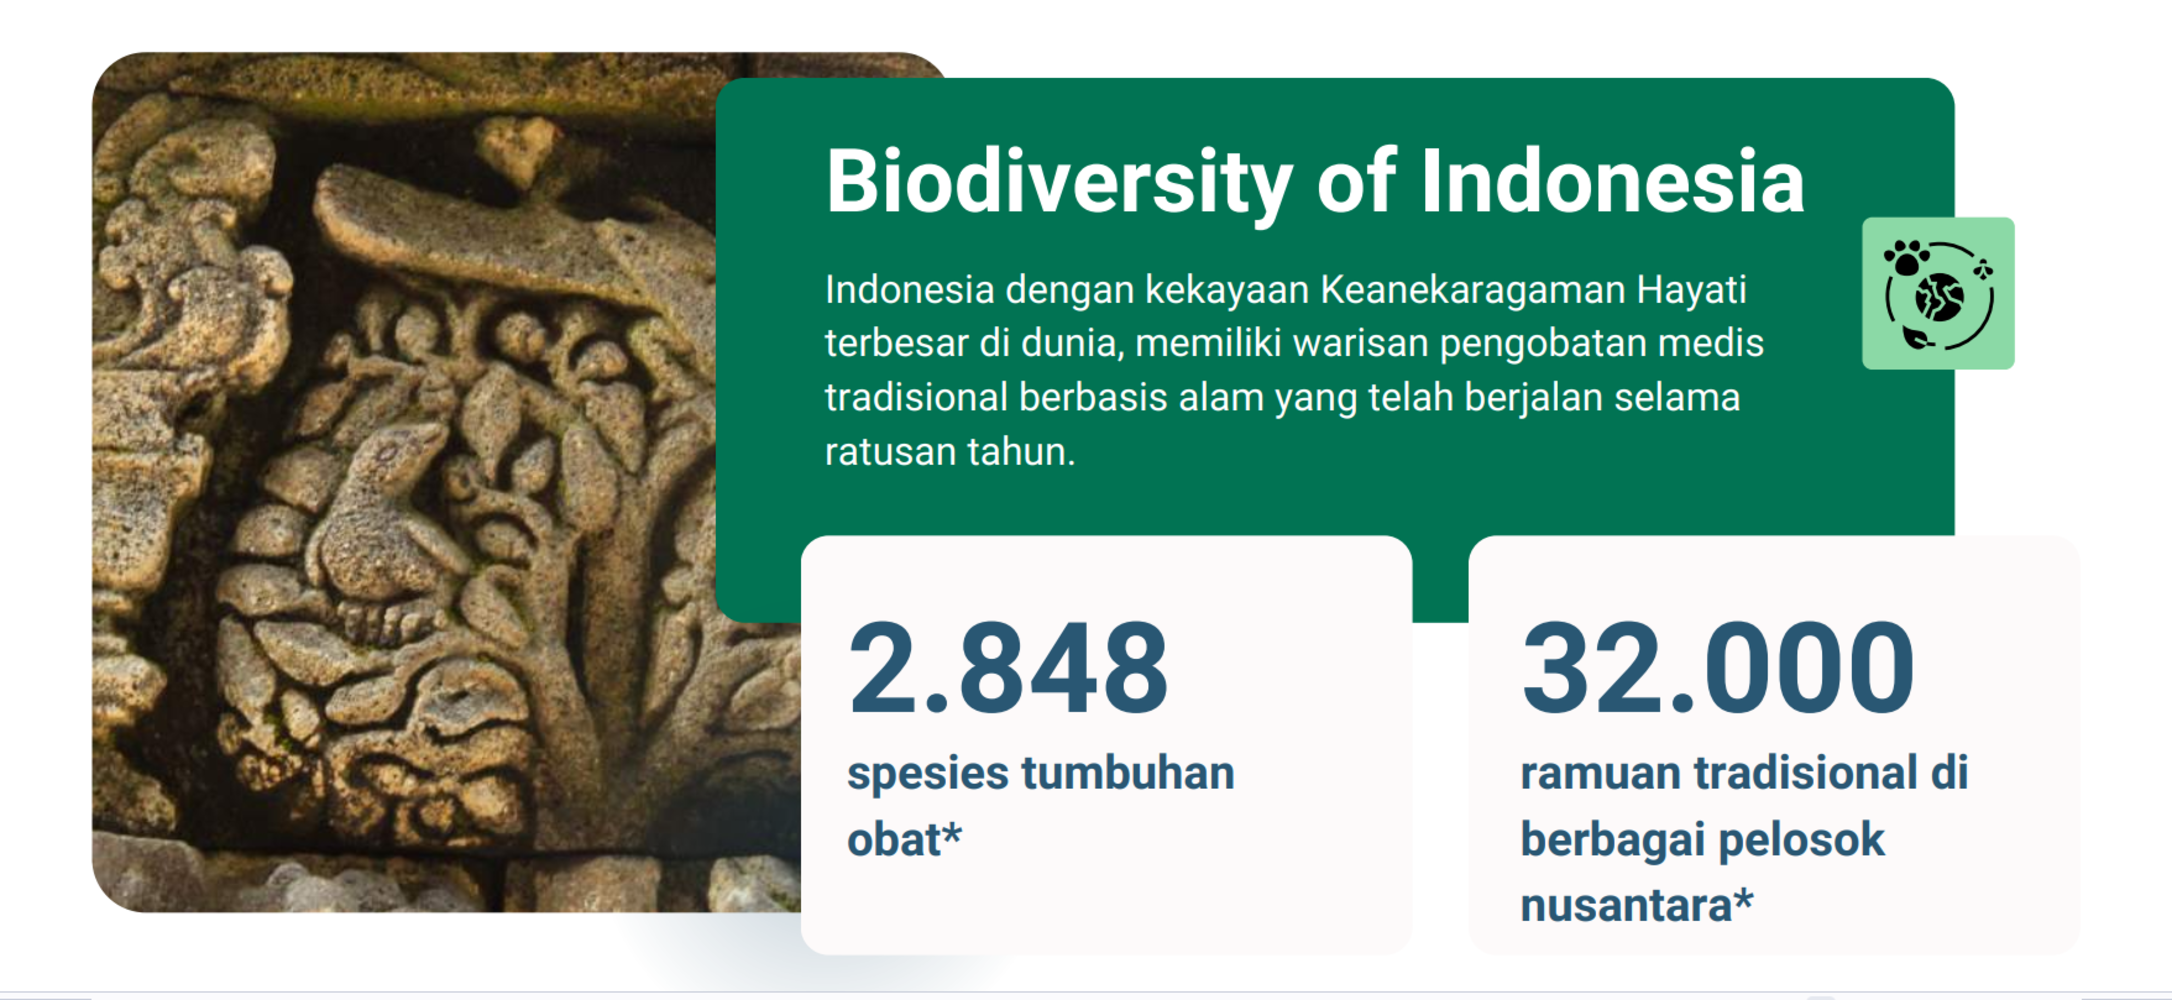 Biodiversity of Indonesia
Indonesia dengan kekayaan Keanekaragaman Hayati
terbesar di dunia, memiliki warisan pengobatan medis
tradisional berbasis alam yang telah berjalan selama
ratusan tahun.
2.848
spesies tumbuhan
obat*
32.000
ramuan tradisional di
berbagai pelosok
nusantara*